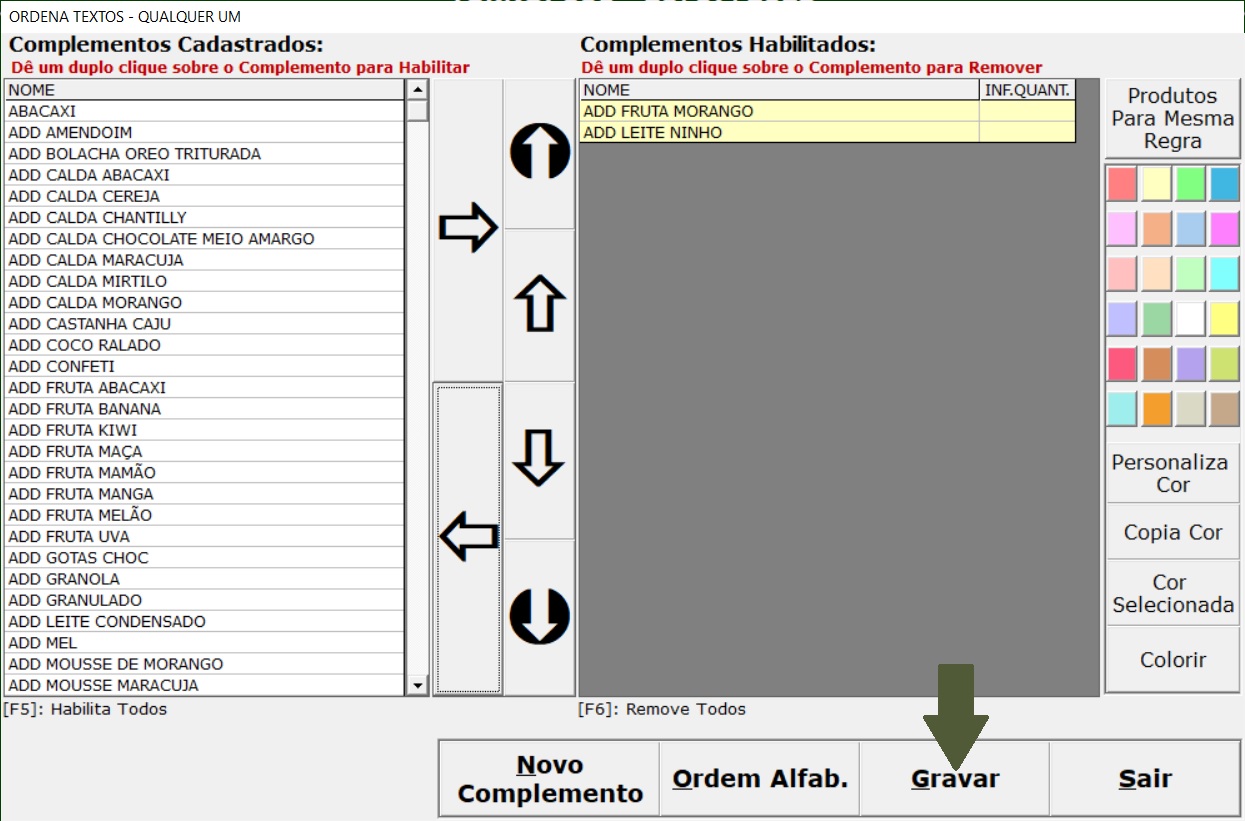 ORDENA TEXTOS - QUALQUER UM
Complementos Cadastrados:
Dê um duplo clique sobre o Complemento para Habilitar
NOME
ABACAXI
ADD AMENDOIM
ADD BOLACHA OREO TRITURADA
ADD CALDA ABACAXI
ADD CALDA CEREJA
ADD CALDA CHANTILLY
ADD CALDA CHOCOLATE MEIO AMARGO
ADD CALDA MARACUJA
ADD CALDA MIRTILO
ADD CALDA MORANGO
ADD CASTANHA CAJU
ADD COCO RALADO
ADD CONFETI
ADD FRUTA ABACAXI
ADD FRUTA BANANA
ADD FRUTA KIWI
ADD FRUTA MAÇA
ADD FRUTA MAMÃO
ADD FRUTA MANGA
ADD FRUTA MELÃO
ADD FRUTA UVA
ADD GOTAS CHOC
ADD GRANOLA
ADD GRANULADO
ADD LEITE CONDENSADO
ADD MEL
ADD MOUSSE DE MORANGO
ADD MOUSSE MARACUJA
[F5]: Habilita Todos
Complementos Habilitados:
Dê um duplo clique sobre o Complemento para Remover
NOME INF.QUANT.
ADD FRUTA MORANGO
ADD LEITE NINHO
[F6]: Remove Todos
Produtos
Para Mesma
Regra
Personaliza
Cor
Copia Cor
Cor
Selecionada
Colorir
Novo
Complemento
Ordem Alfab.
Gravar
Sair